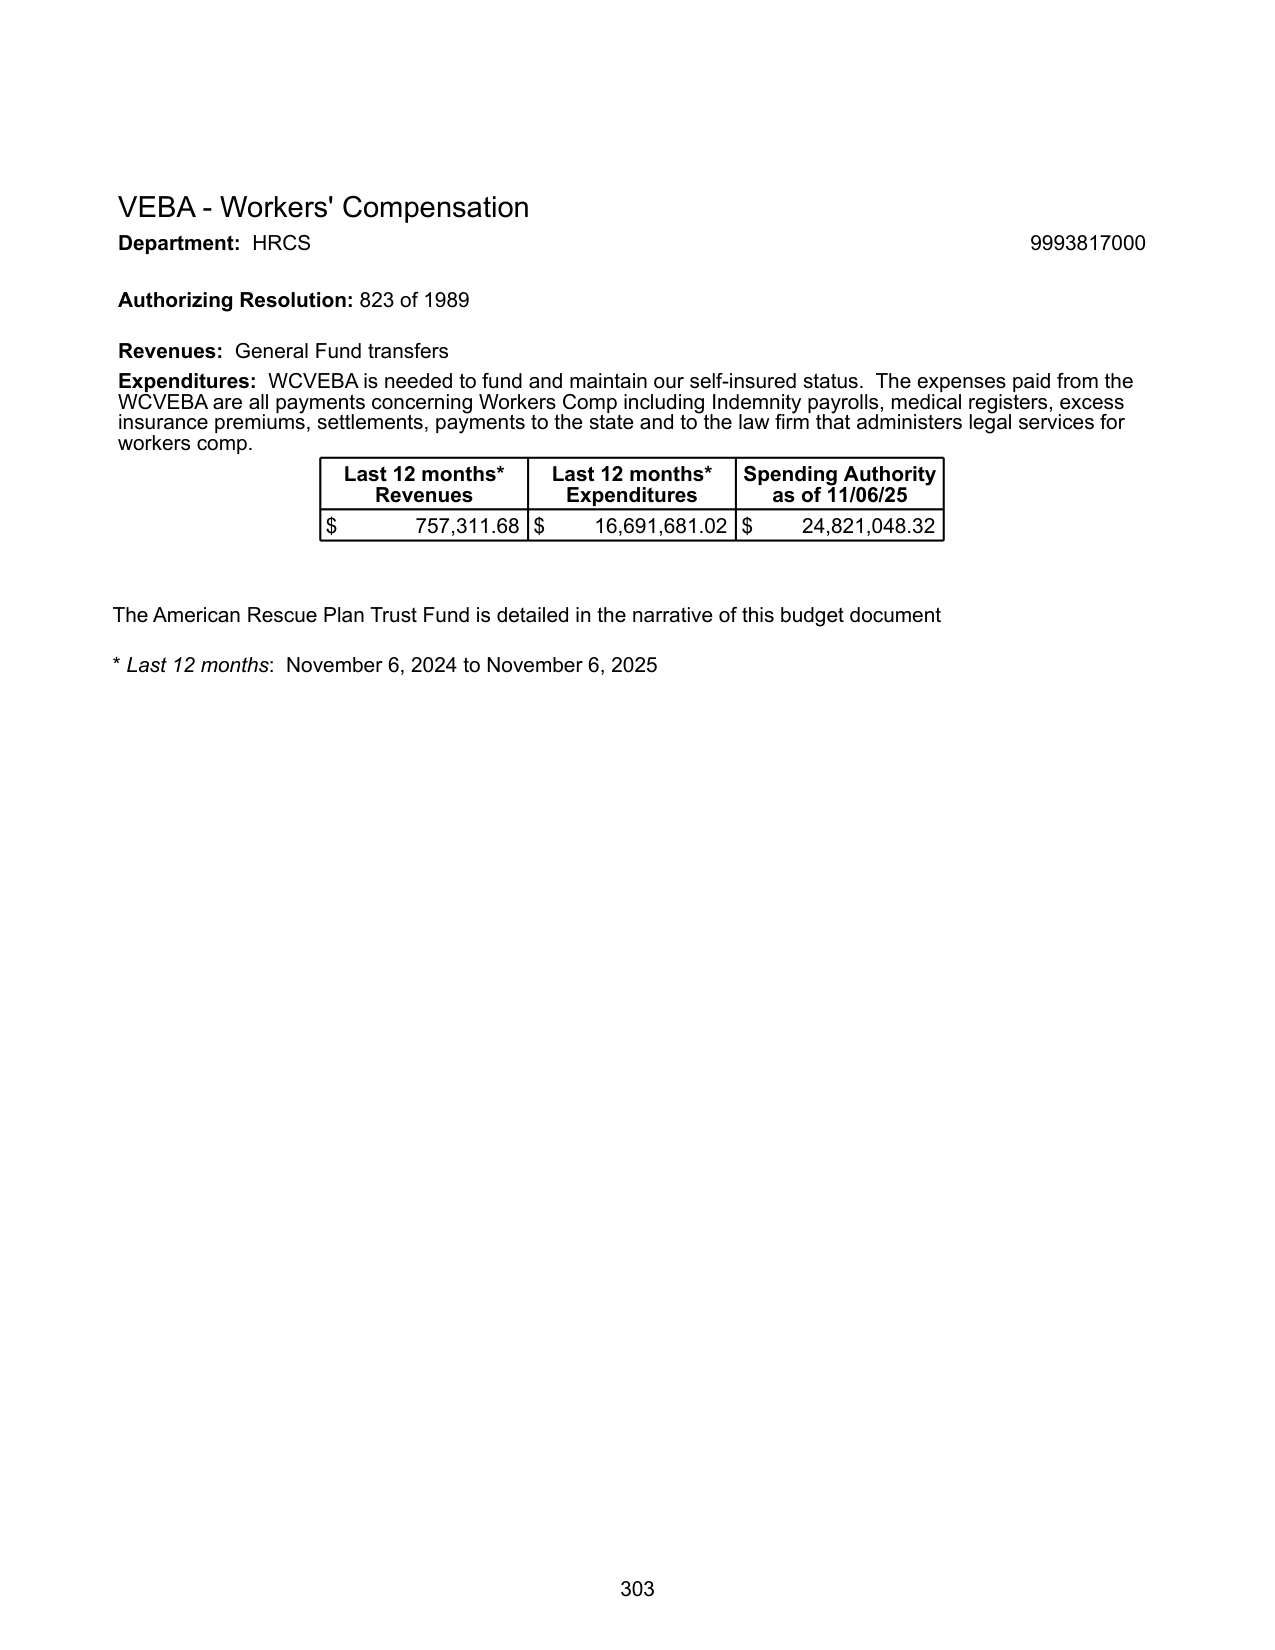 VEBA - Workers' Compensation
Department: HRCS 9993817000
Authorizing Resolution: 823 of 1989
Revenues: General Fund transfers
Expenditures: WCVEBA is needed to fund and maintain our self-insured status. The expenses paid from the
WCVEBA are all payments concerning Workers Comp including Indemnity payrolls, medical registers, excess
insurance premiums, settlements, payments to the state and to the law firm that administers legal services for
workers comp.
Last 12 months* Last 12 months* Spending Authority
Revenues Expenditures as of 11/06/25
$ 757,311.68 $ 16,691,681.02 $ 24,821,048.32
The American Rescue Plan Trust Fund is detailed in the narrative of this budget document
* Last 12 months: November 6, 2024 to November 6, 2025
303